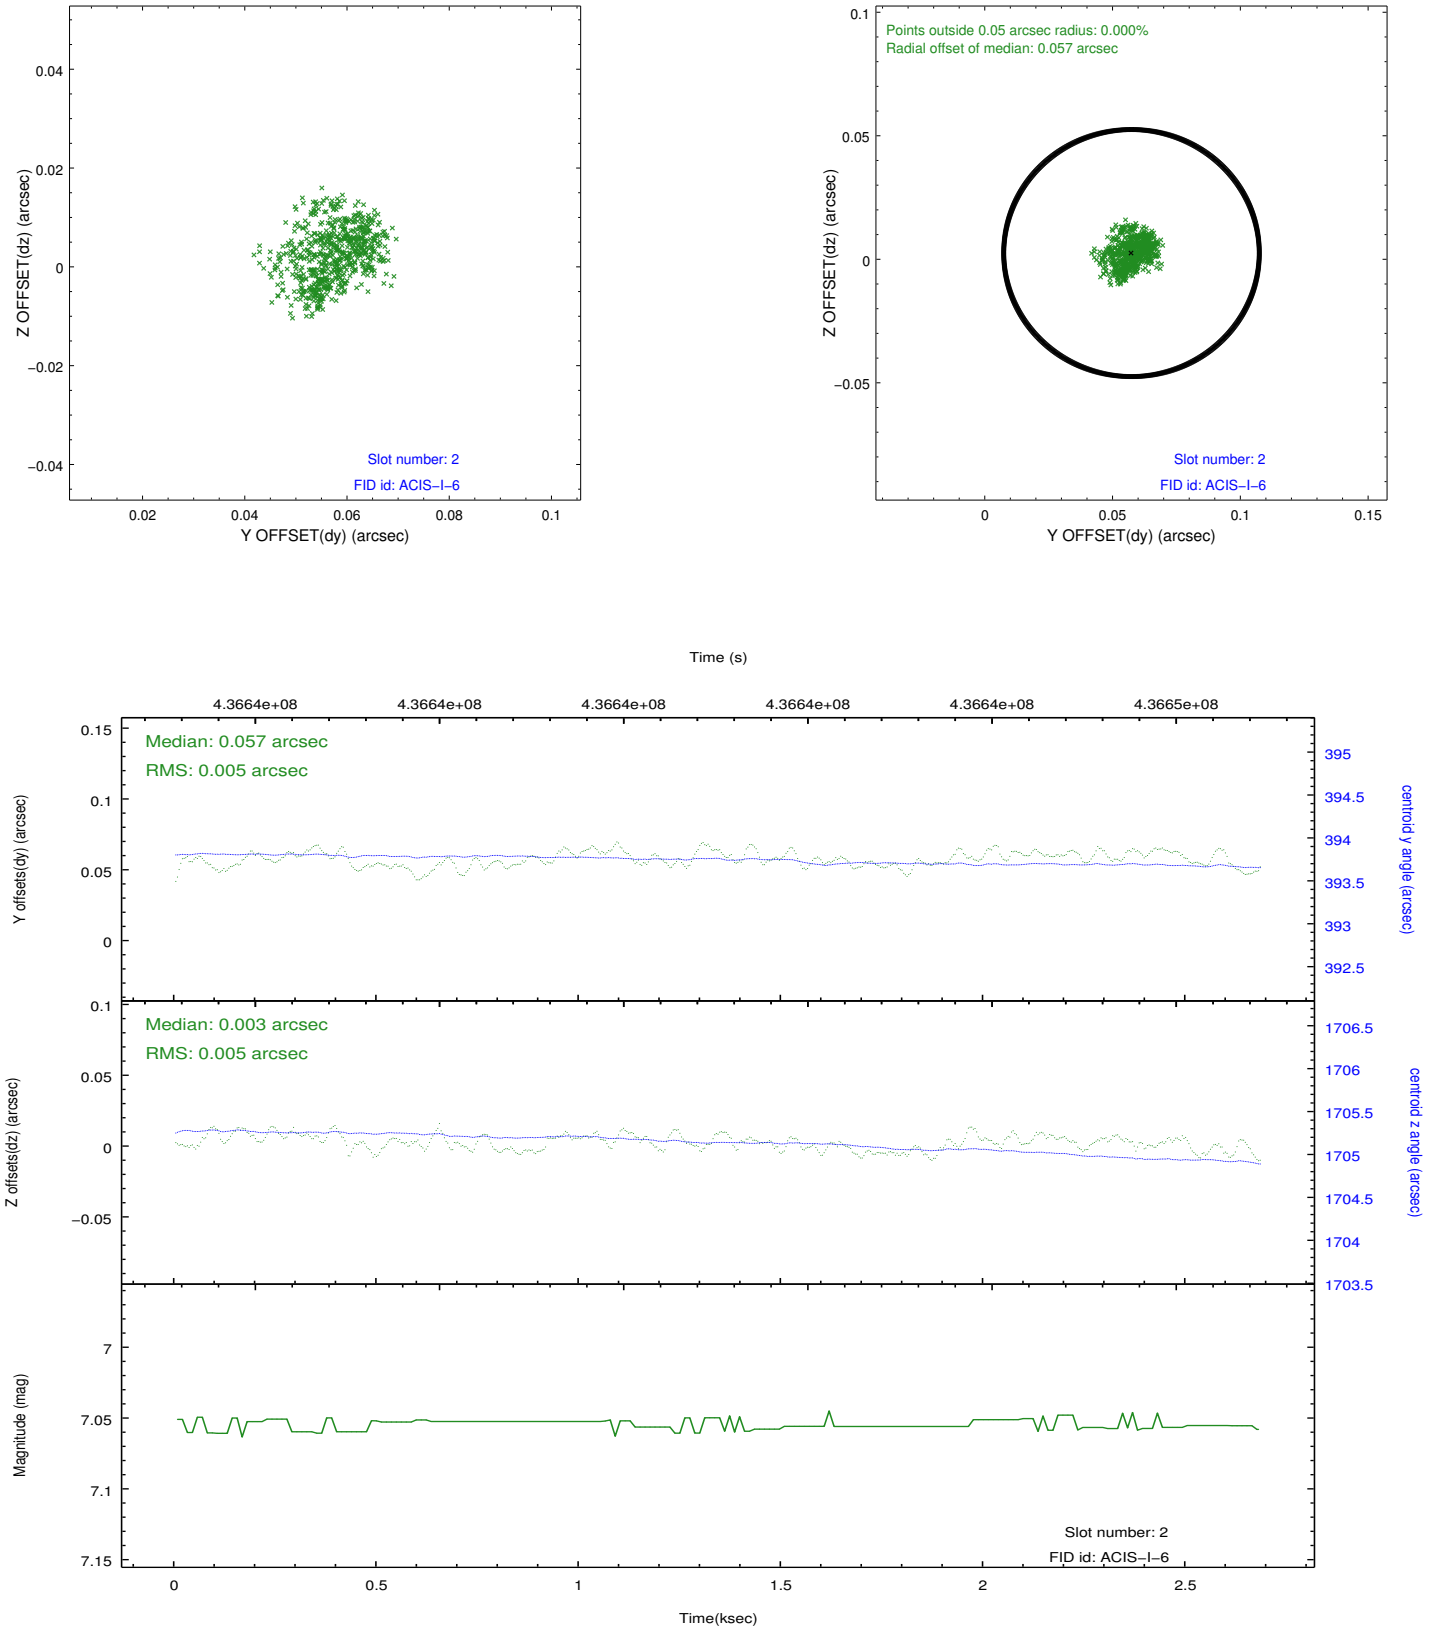 0.04
0.02
0
−0.02
−0.04
Z OFFSET(dz) (arcsec)
Slot number: 2
FID id: ACIS−I−6
0.02 0.04 0.06 0.08 0.1
Y OFFSET(dy) (arcsec)
Points outside 0.05 arcsec radius: 0.000%
Radial offset of median: 0.057 arcsec
0.1
0.05
0
−0.05
Z OFFSET(dz) (arcsec)
Slot number: 2
FID id: ACIS−I−6
0 0.05 0.1 0.15
Y OFFSET(dy) (arcsec)
Time (s)
4.3664e+08 4.3664e+08 4.3664e+08 4.3664e+08 4.3664e+08 4.3665e+08
Median: 0.057 arcsec
RMS: 0.005 arcsec
0.15
0.1
0.05
0
Y offsets(dy) (arcsec)
395
394.5
394
393.5
393
392.5
centroid y angle (arcsec)
Median: 0.003 arcsec
RMS: 0.005 arcsec
0.1
0.05
0
−0.05
Z offsets(dz) (arcsec)
1706.5
1706
1705.5
1705
1704.5
1704
1703.5
centroid z angle (arcsec)
7
7.05
7.1
7.15
Magnitude (mag)
Slot number: 2
FID id: ACIS−I−6
0 0.5 1 1.5 2 2.5
Time(ksec)